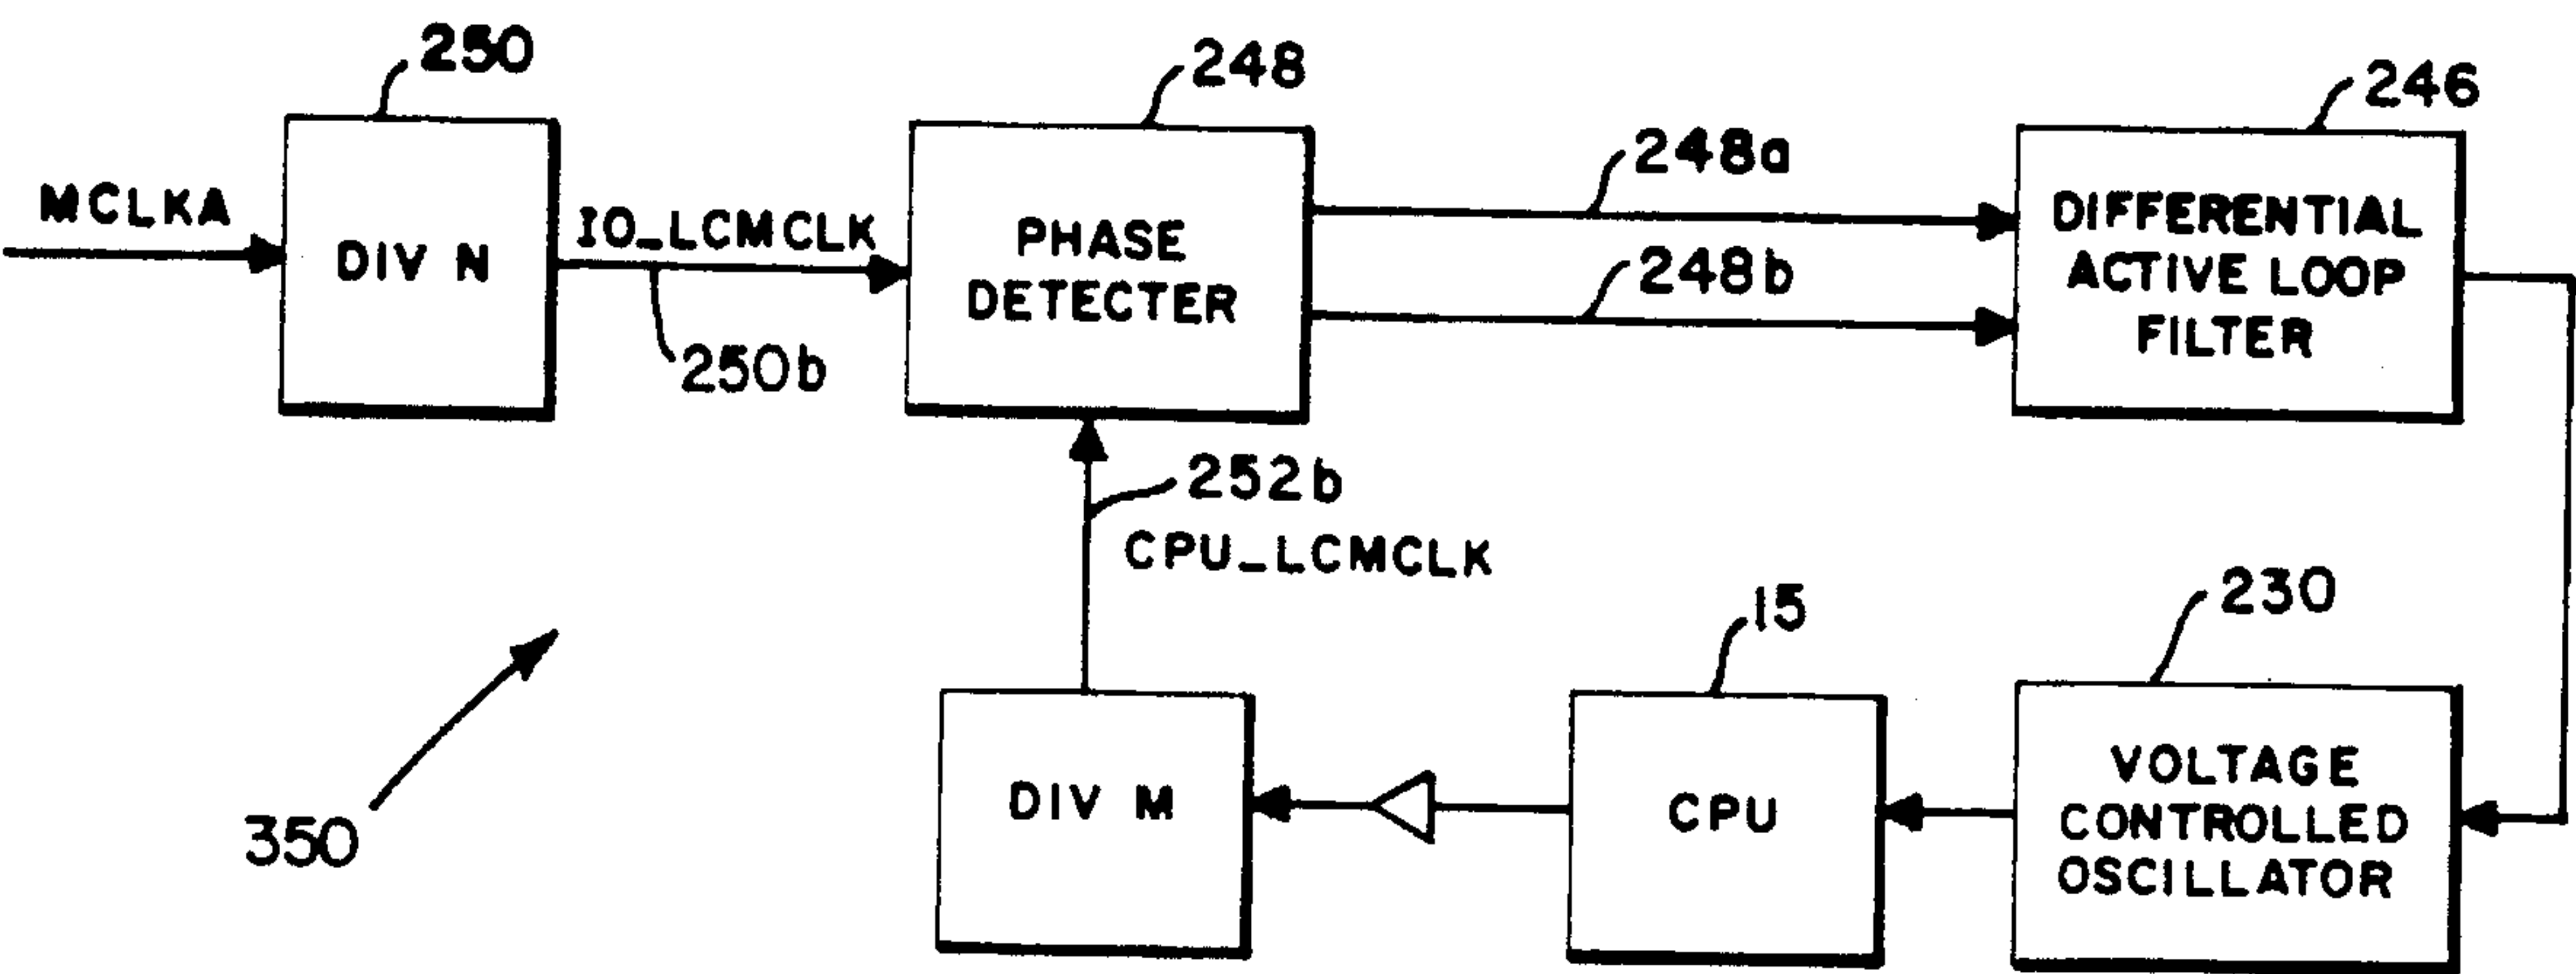 250
248
246
MCLKA
DIV N
IO_LCMCLK
250b
PHASE
DETECTER
248a
248b
DIFFERENTIAL
ACTIVE LOOP
FILTER
252b
CPU_LCMCLK
15
230
350
DIV M
CPU
VOLTAGE
CONTROLLED
OSCILLATOR